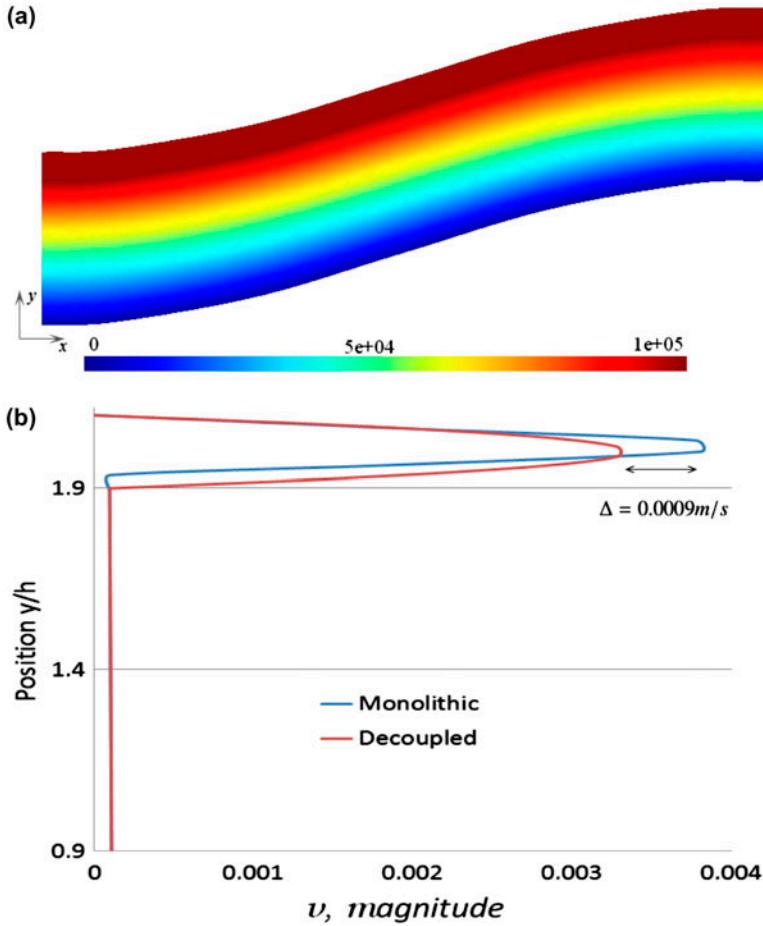 (a)
y
x
0 5e+04 1e+05
(b)
1.9
Δ = 0.0009m/s
Position y/h
1.4
Monolithic
Decoupled
0.9
0 0.001 0.002 0.003 0.004
υ, magnitude